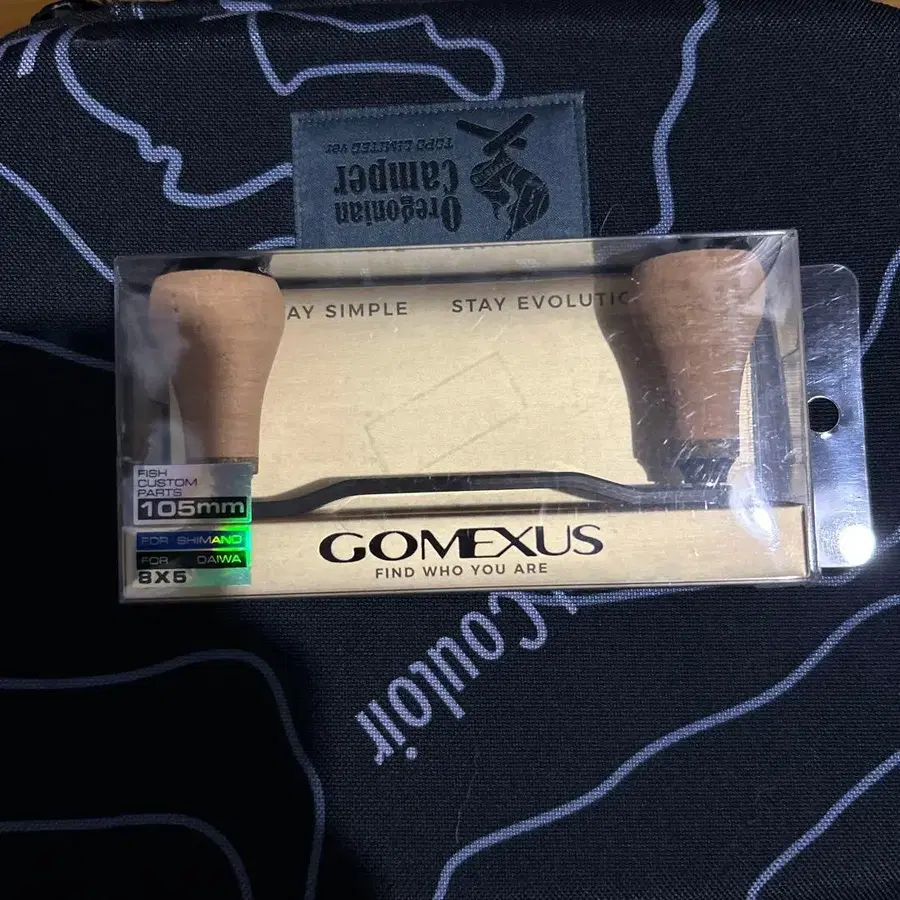 Oregonian
Camper
TOPO LIMITED ver
AY SIMPLE
STAY EVOLUTIO
FISH
CUSTOM
PARTS
105mm
FOR SHIMANO
FOR DAIWA
8X6
GOMEXUS
FIND WHO YOU ARE
Couloir